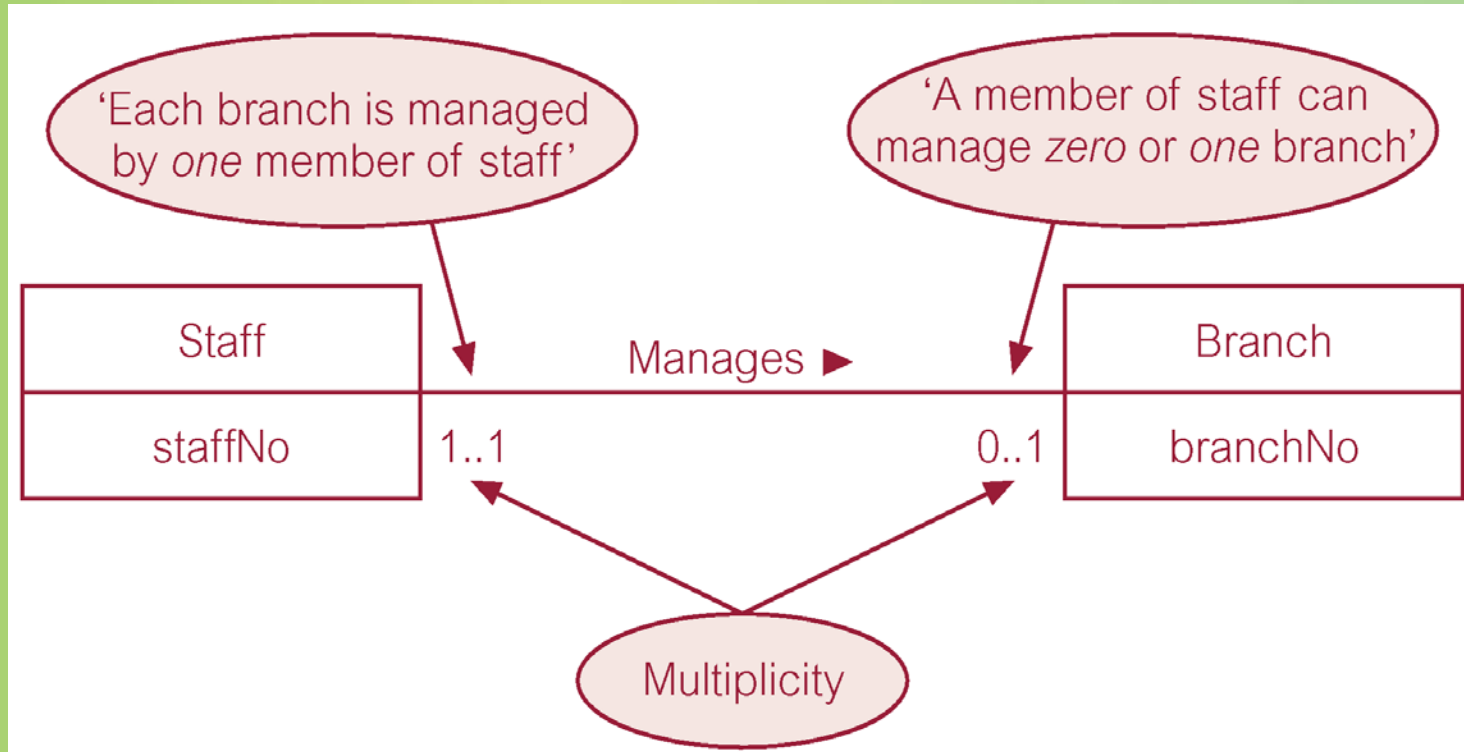 ‘Each branch is managed
by one member of staff’
‘A member of staff can
manage zero or one branch’
Staff
Manages ►
Branch
staffNo
1..1
0..1
branchNo
Multiplicity